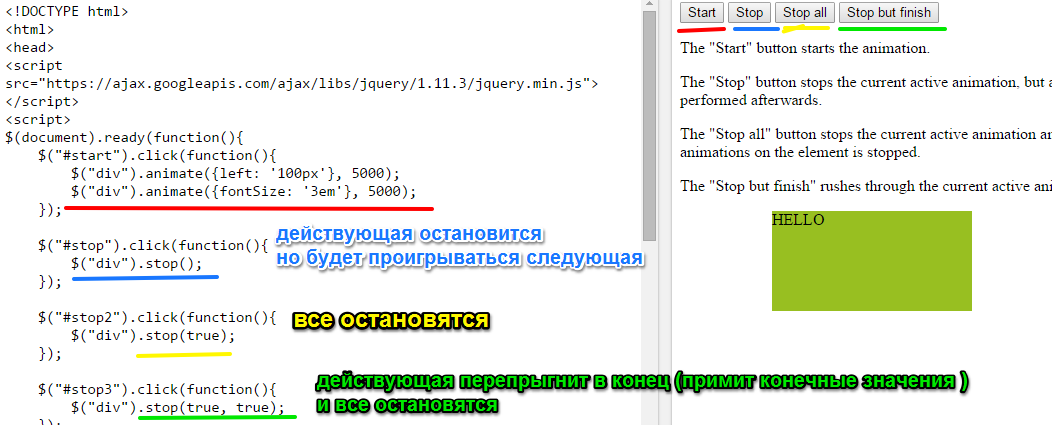 <!DOCTYPE html>
<html>
<head>
<script
src="https://ajax.googleapis.com/ajax/libs/jquery/1.11.3/jquery.min.js">
</script>
<script>
$(document).ready(function(){
$("#start").click(function(){
$("div").animate({left: '100px'}, 5000);
$("div").animate({fontSize: '3em'}, 5000);
});
$("#stop").click(function(){
$("div").stop();
});
действующая остановится
но будет проигрываться следующая
$("#stop2").click(function(){
$("div").stop(true);
});
все остановятся
$("#stop3").click(function(){
$("div").stop(true, true);
});
действующая перепрыгнит в конец (примит конечные значения )
и все остановятся
Start Stop Stop all Stop but finish
The "Start" button starts the animation.
The "Stop" button stops the current active animation, but a
performed afterwards.
The "Stop all" button stops the current active animation an
animations on the element is stopped.
The "Stop but finish" rushes through the current active ani
HELLO